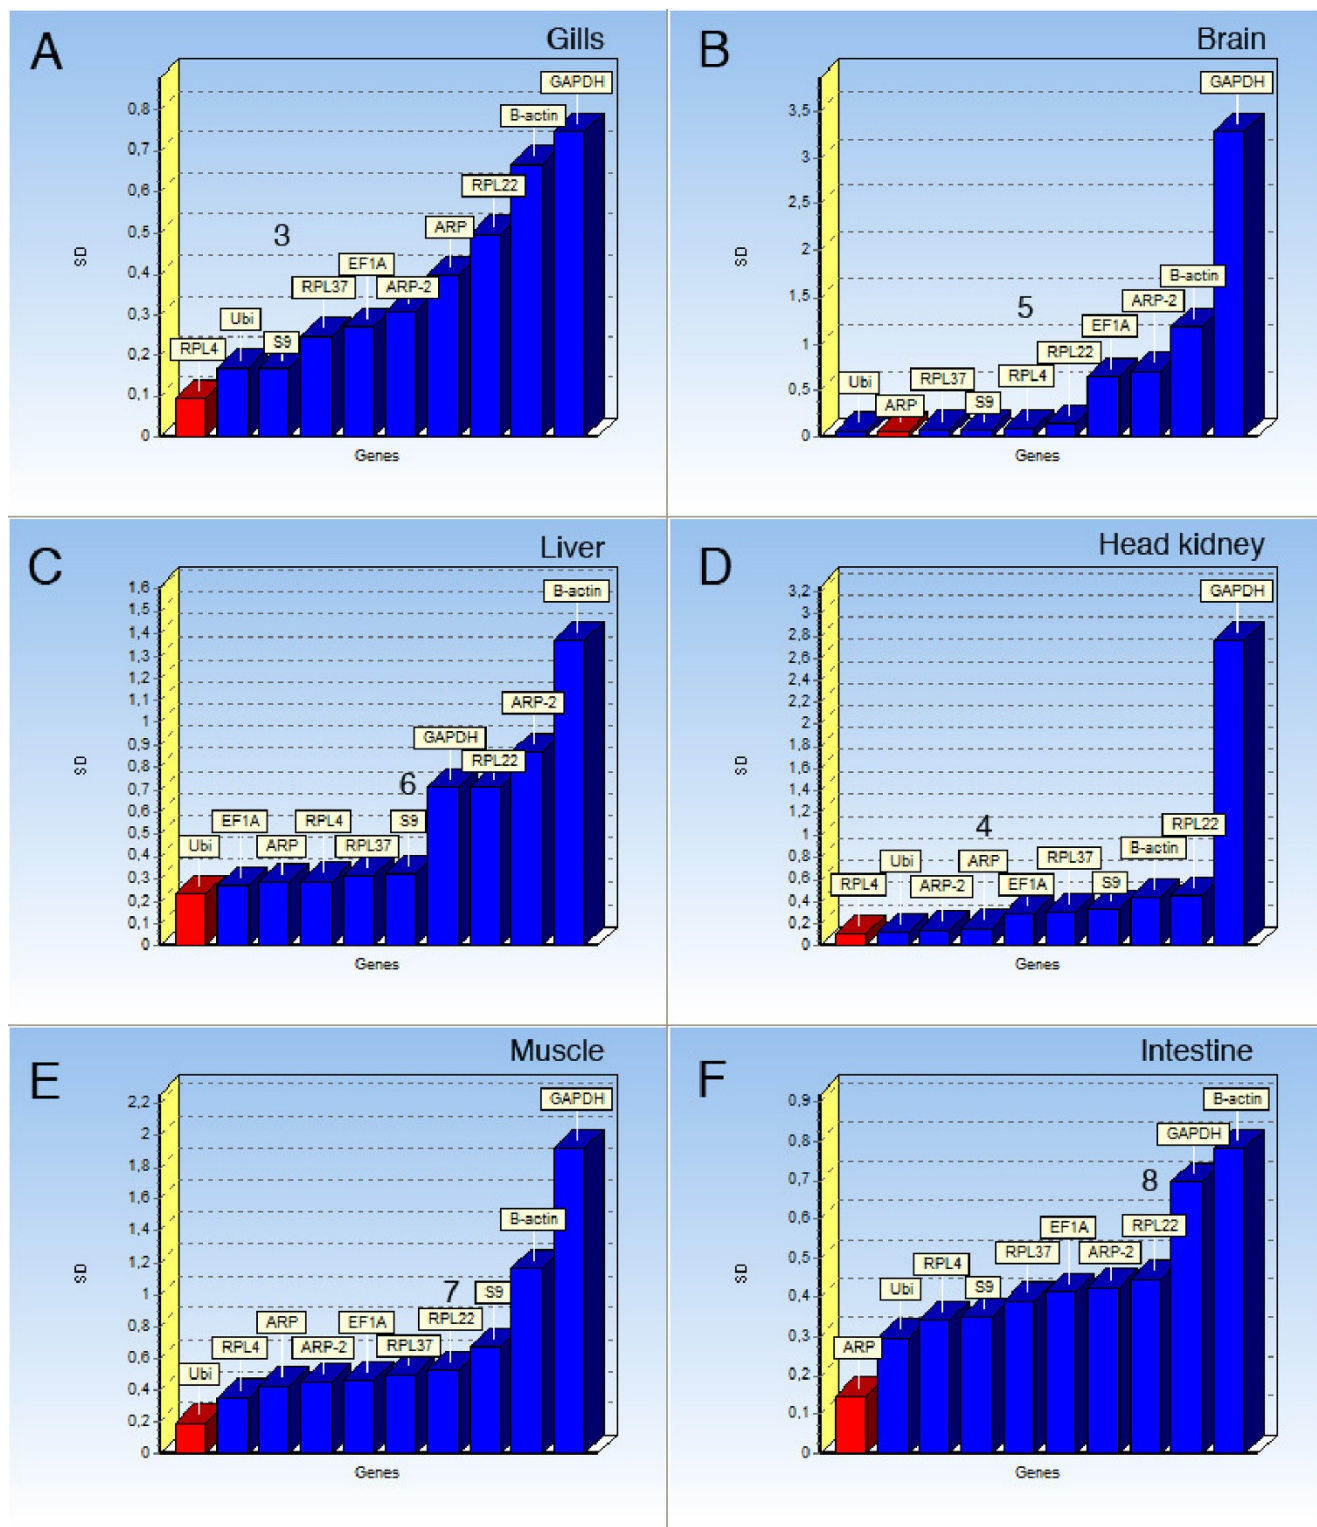 A
Gills
GAPDH
B-actin
RPL22
ARP
3
EF1A
RPL37
ARP-2
Ubi
S9
RPL4
0,8
0,7
0,6
0,5
0,4
0,3
0,2
0,1
0
SD
Genes
B
Brain
GAPDH
B-actin
ARP-2
5
EF1A
RPL22
RPL4
RPL37
Ubi
S9
ARP
3,5
3
2,5
2
1,5
1
0,5
0
SD
Genes
C
Liver
B-actin
ARP-2
GAPDH
RPL22
6
S9
EF1A
RPL4
Ubi
ARP
RPL37
1,6
1,5
1,4
1,3
1,2
1,1
1
0,9
0,8
0,7
0,6
0,5
0,4
0,3
0,2
0,1
0
SD
Genes
D
Head kidney
GAPDH
4
RPL22
B-actin
RPL37
Ubi
ARP
RPL4
ARP-2
EF1A
S9
3,2
3
2,8
2,6
2,4
2,2
2
1,8
1,6
1,4
1,2
1
0,8
0,6
0,4
0,2
0
SD
Genes
E
Muscle
GAPDH
B-actin
7
S9
RPL22
ARP
EF1A
RPL4
ARP-2
RPL37
Ubi
2,2
2
1,8
1,6
1,4
1,2
1
0,8
0,6
0,4
0,2
0
SD
Genes
F
Intestine
B-actin
GAPDH
8
RPL22
EF1A
RPL37
ARP-2
RPL4
Ubi
S9
ARP
0,9
0,8
0,7
0,6
0,5
0,4
0,3
0,2
0,1
0
SD
Genes